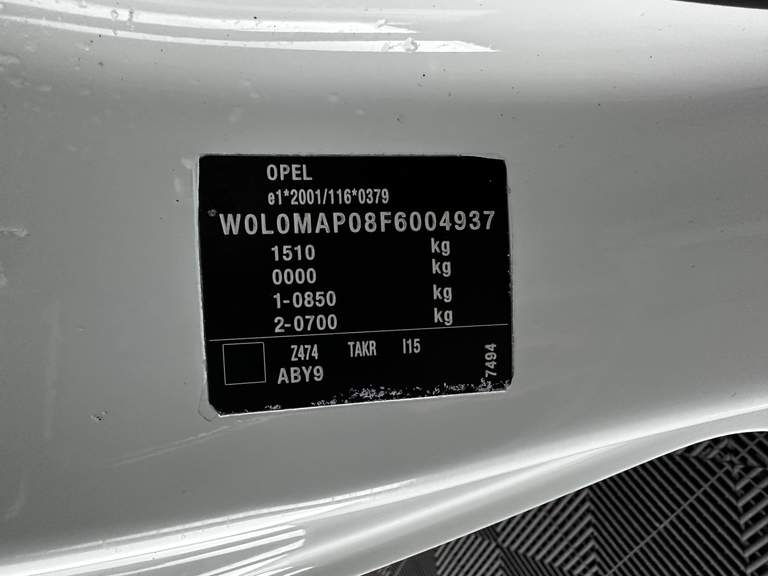 OPEL
e1*2001/116*0379
W0L0MAP08F6004937
1510 kg
0000 kg
1-0850 kg
2-0700 kg
Z474 TAKR I15
ABY9
7494